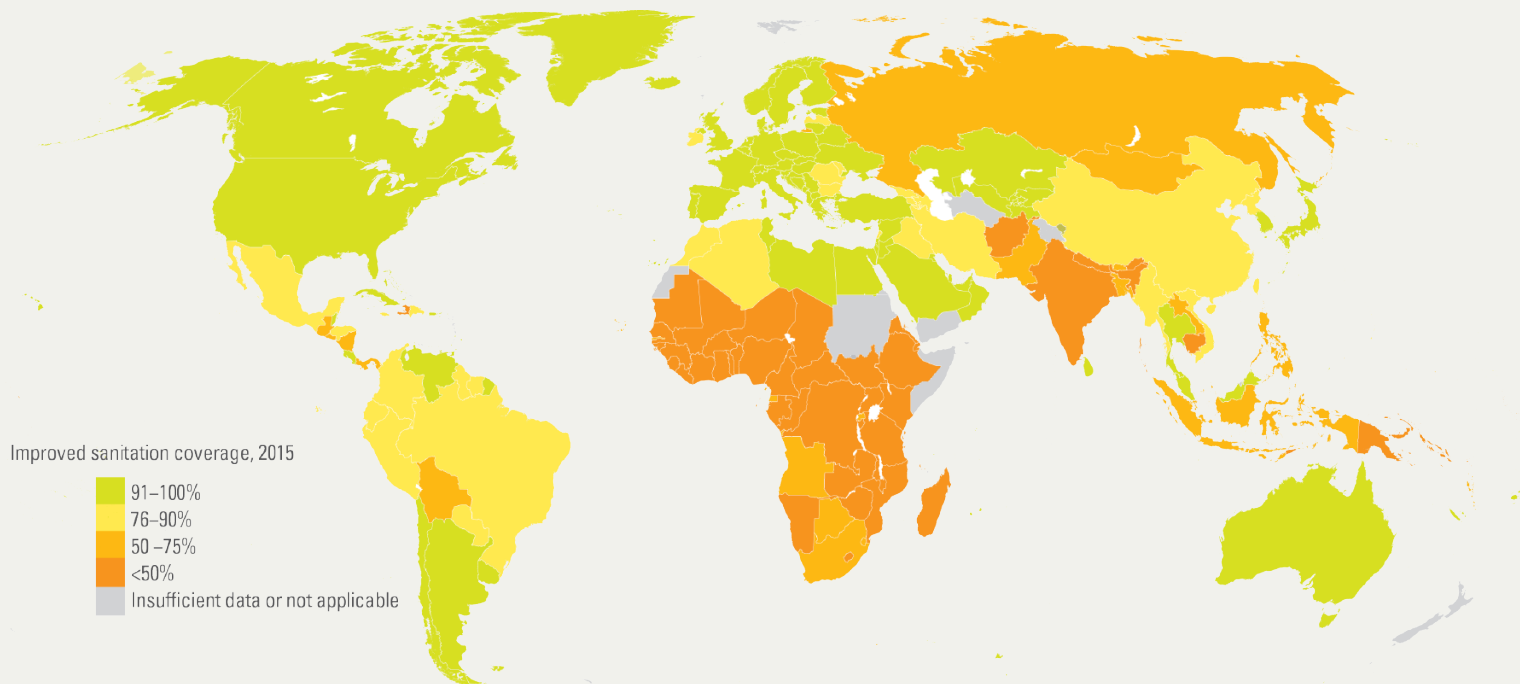 Improved sanitation coverage, 2015
91–100%
76–90%
50 –75%
<50%
Insufficient data or not applicable